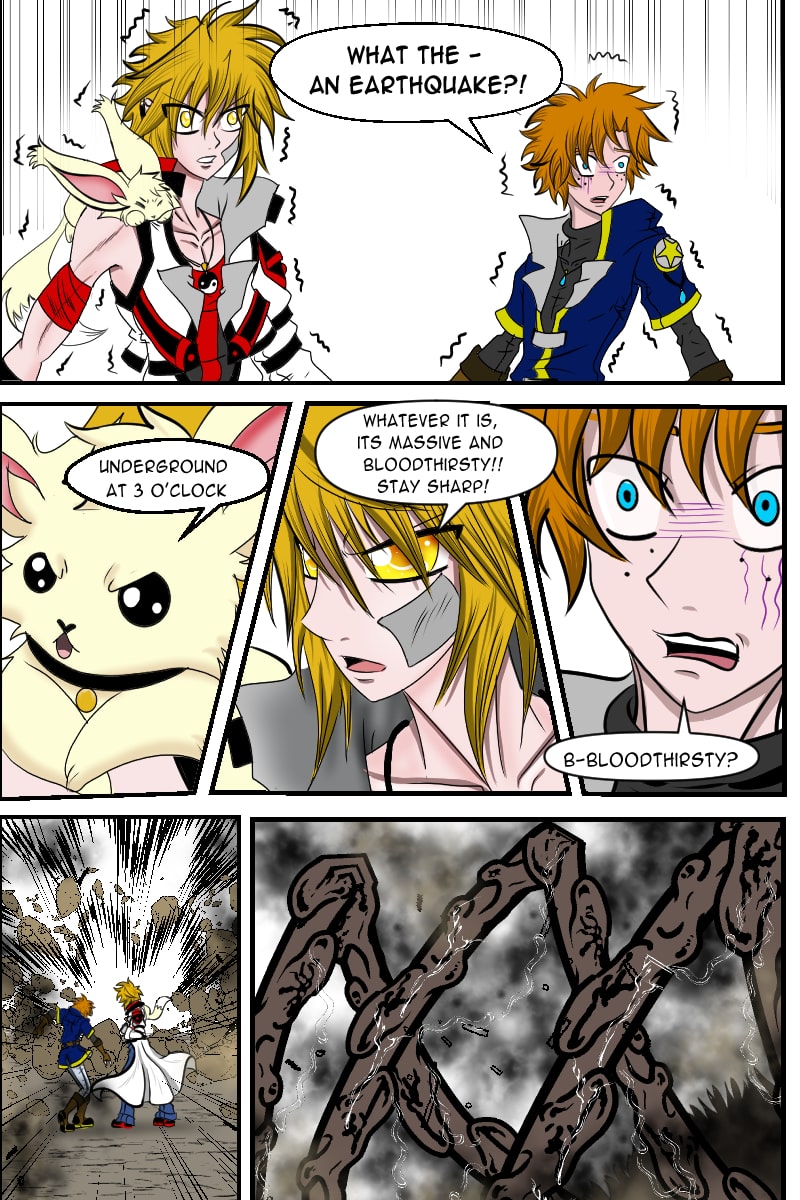 WHAT THE -
AN EARTHQUAKE?!
UNDERGROUND
AT 3 O'CLOCK
WHATEVER IT IS,
ITS MASSIVE AND
BLOODTHIRSTY!!
STAY SHARP!
B-BLOODTHIRSTY?